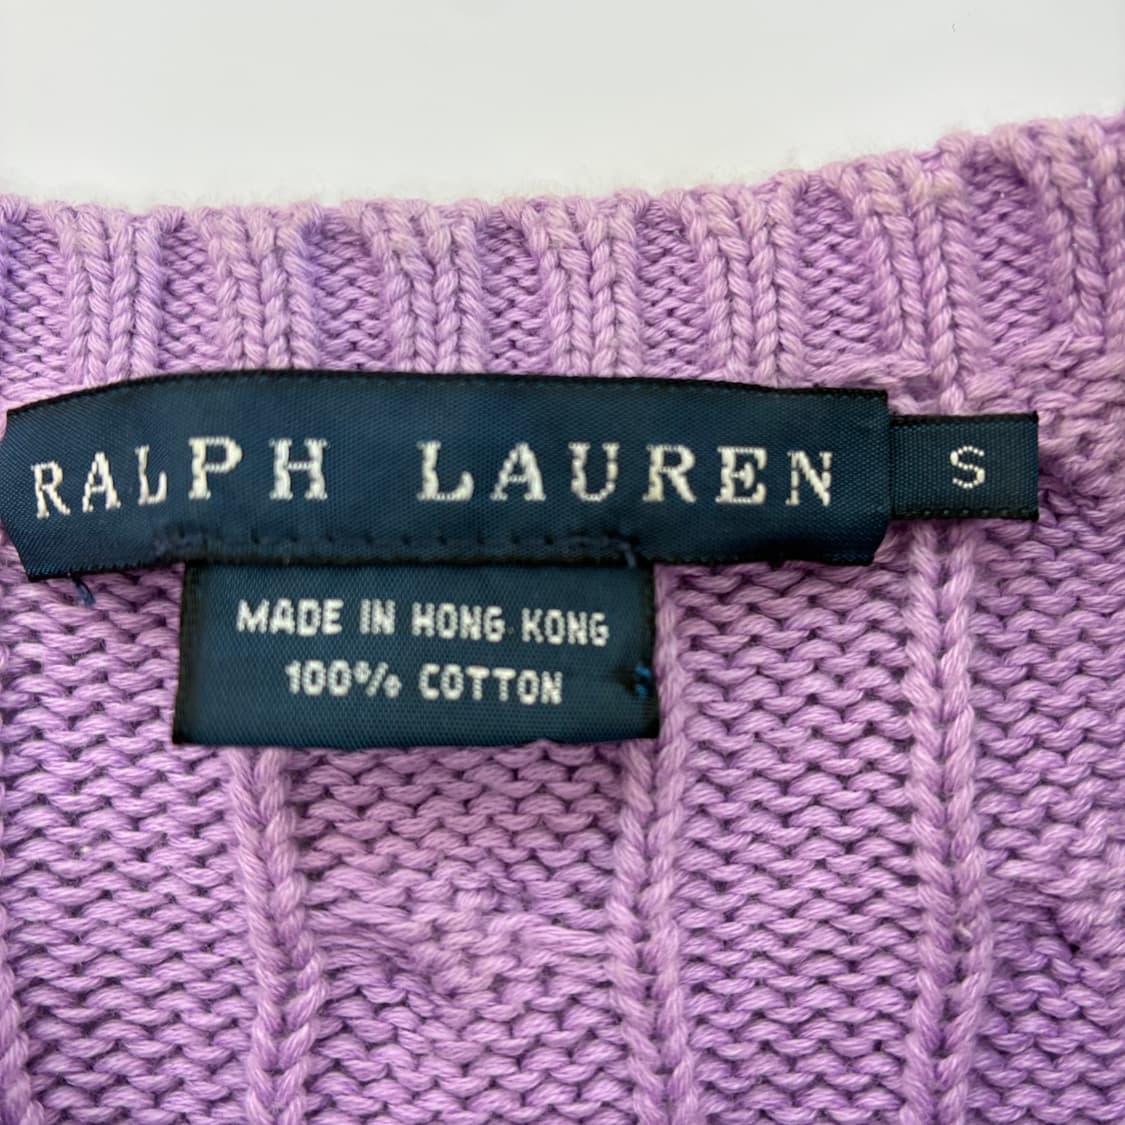 RALPH LAUREN S
MADE IN HONG KONG
100% COTTON